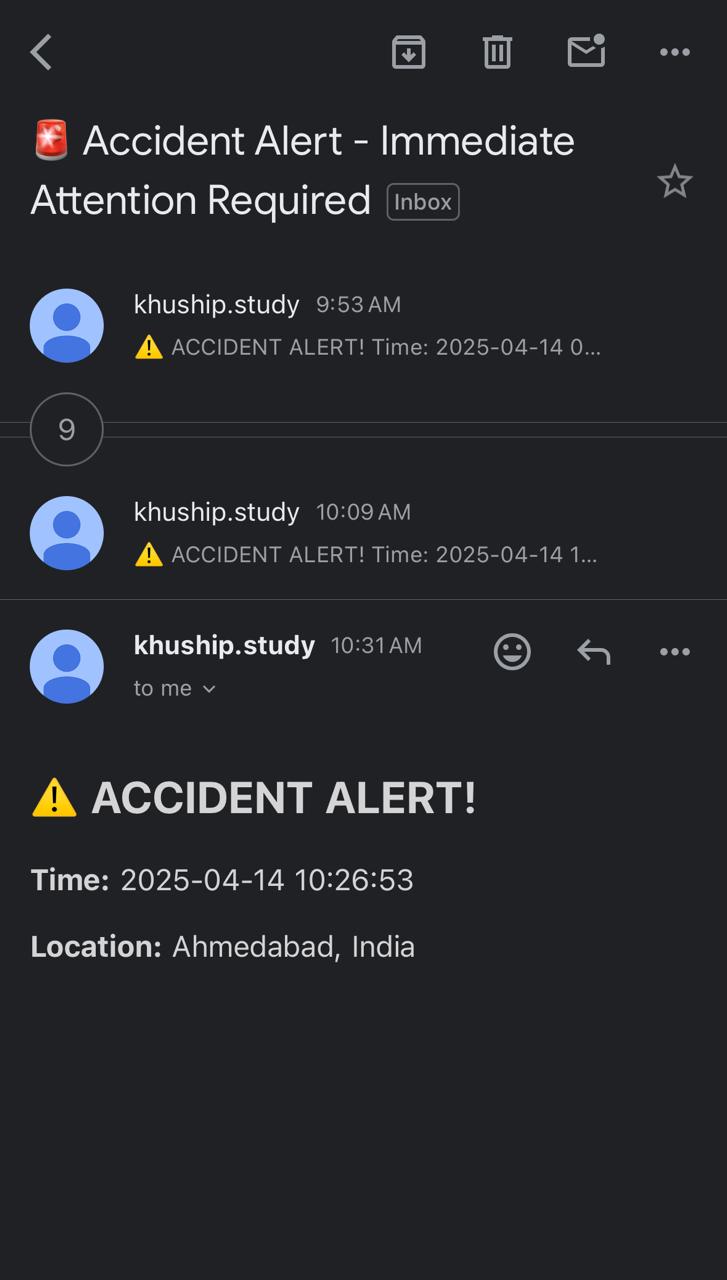 🚨 Accident Alert - Immediate
Attention Required Inbox
khuship.study 9:53 AM
⚠️ ACCIDENT ALERT! Time: 2025-04-14 0...
9
khuship.study 10:09 AM
⚠️ ACCIDENT ALERT! Time: 2025-04-14 1...
khuship.study 10:31 AM
to me
⚠️ ACCIDENT ALERT!
Time: 2025-04-14 10:26:53
Location: Ahmedabad, India